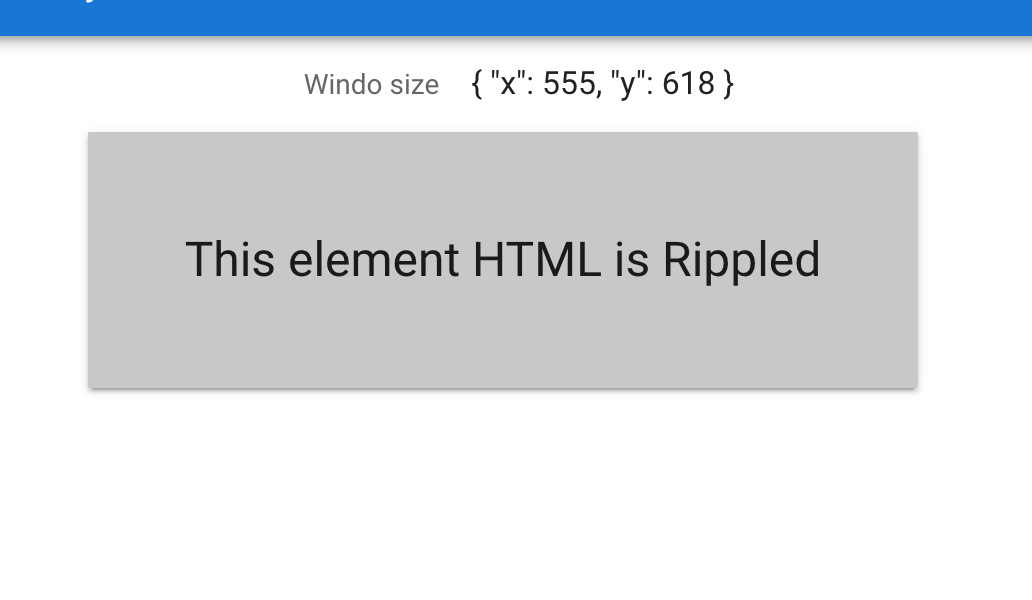 Windo size { "x": 555, "y": 618 }
This element HTML is Rippled